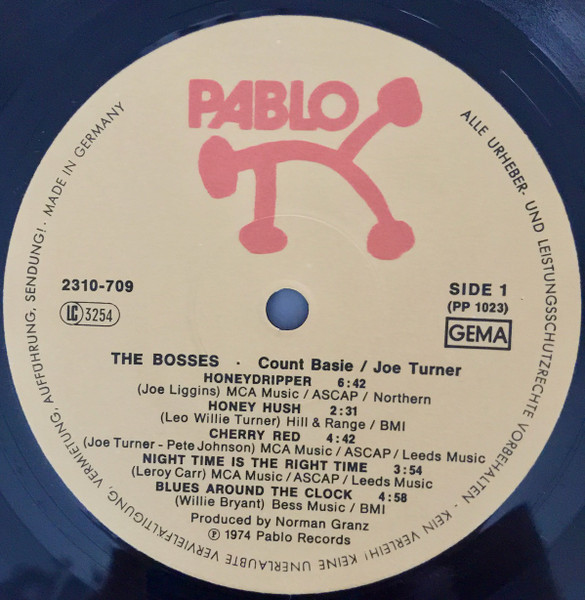 PABLO
2310-709
LC 3254
SIDE 1
(PP 1023)
GEMA
THE BOSSES · Count Basie / Joe Turner
HONEYDRIPPER 6:42
(Joe Liggins) MCA Music / ASCAP / Northern
HONEY HUSH 2:31
(Leo Willie Turner) Hill & Range / BMI
CHERRY RED 4:42
(Joe Turner - Pete Johnson) MCA Music / ASCAP / Leeds Music
NIGHT TIME IS THE RIGHT TIME 3:54
(Leroy Carr) MCA Music / ASCAP / Leeds Music
BLUES AROUND THE CLOCK 4:58
(Willie Bryant) Bess Music / BMI
Produced by Norman Granz
℗ 1974 Pablo Records
ALLE URHEBER- UND LEISTUNGSSCHUTZRECHTE VORBEHALTEN - KEIN VERLEIH! KEINE UNERLAUBTE VERVIELFÄLTIGUNG, VERMIETUNG, AUFFÜHRUNG, SENDUNG! · MADE IN GERMANY